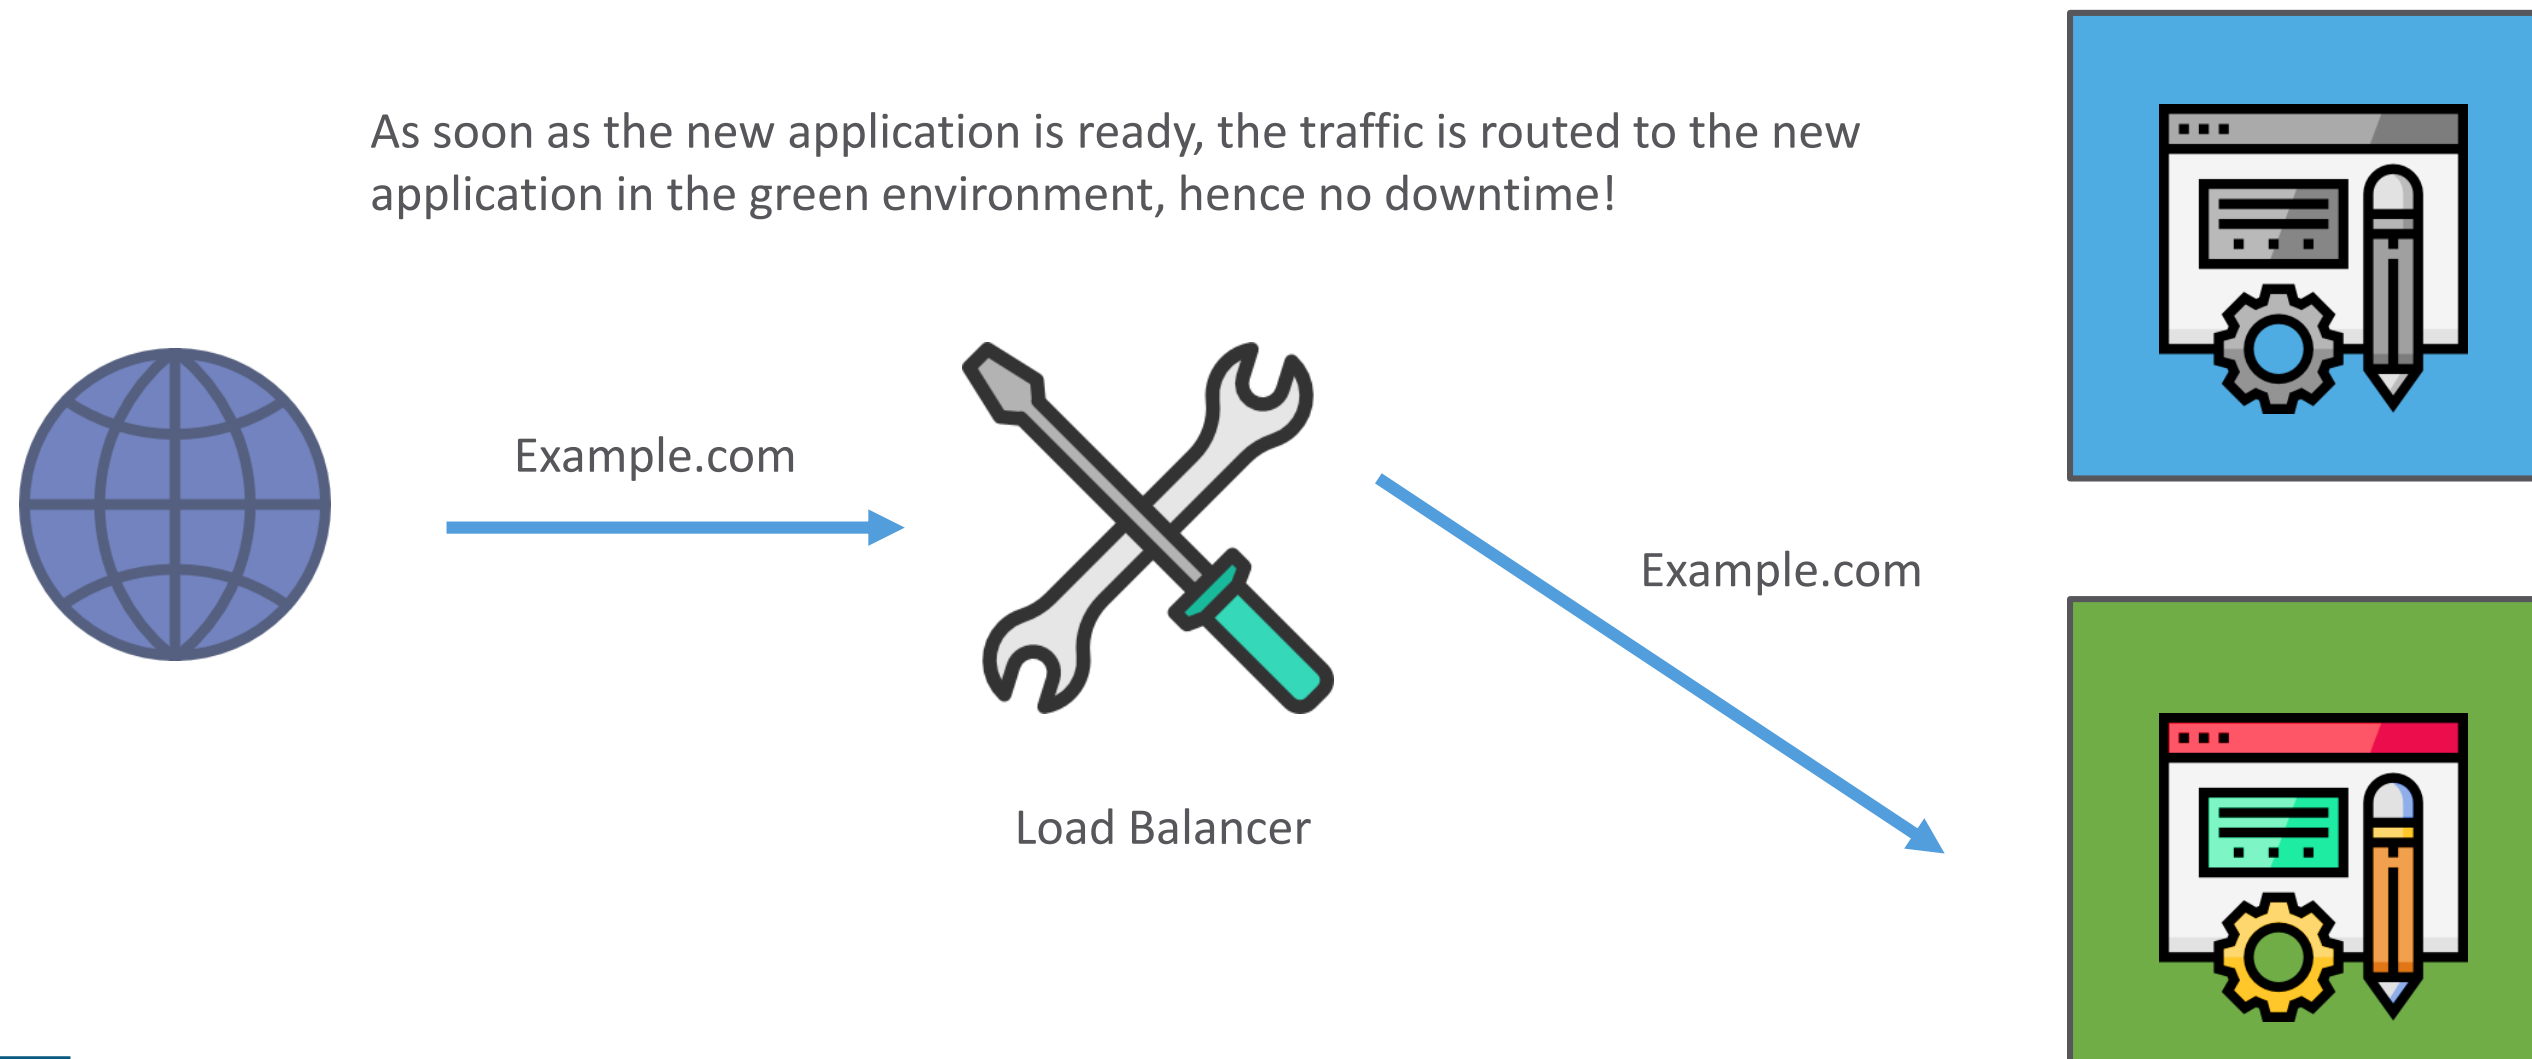 As soon as the new application is ready, the traffic is routed to the new
application in the green environment, hence no downtime!
Example.com
Example.com
Load Balancer